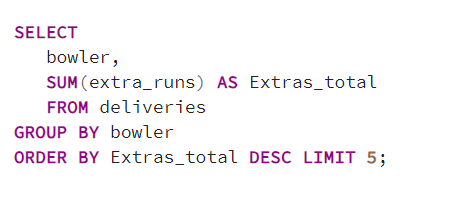 SELECT
bowler,
SUM(extra_runs) AS Extras_total
FROM deliveries
GROUP BY bowler
ORDER BY Extras_total DESC LIMIT 5;